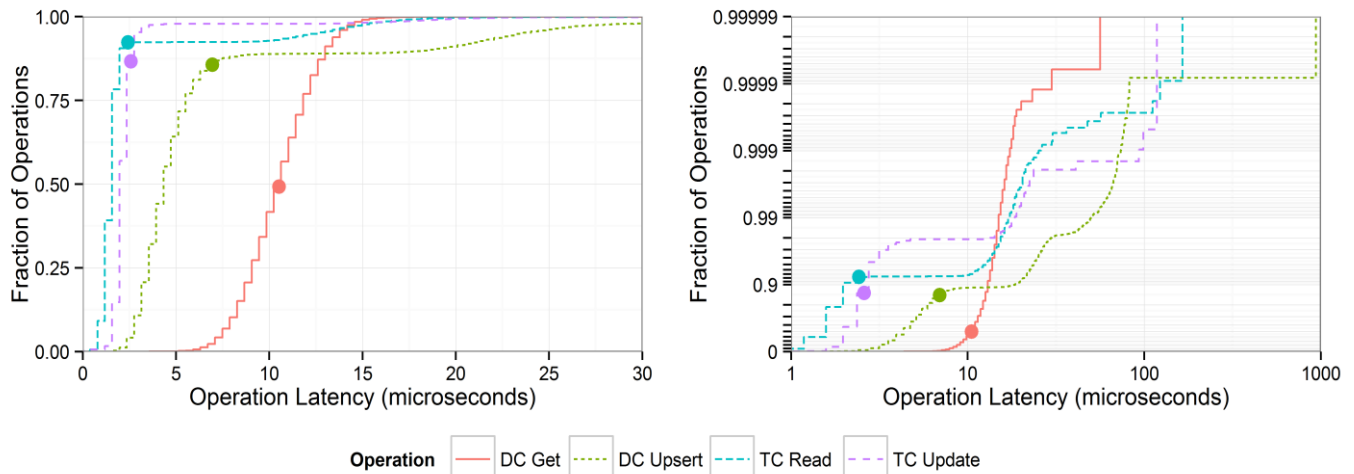 1.00
0.75
0.50
0.25
0.00
Fraction of Operations
0 5 10 15 20 25 30
Operation Latency (microseconds)
0.99999
0.9999
0.999
0.99
0.9
0
Fraction of Operations
1 10 100 1000
Operation Latency (microseconds)
Operation DC Get DC Upsert TC Read TC Update